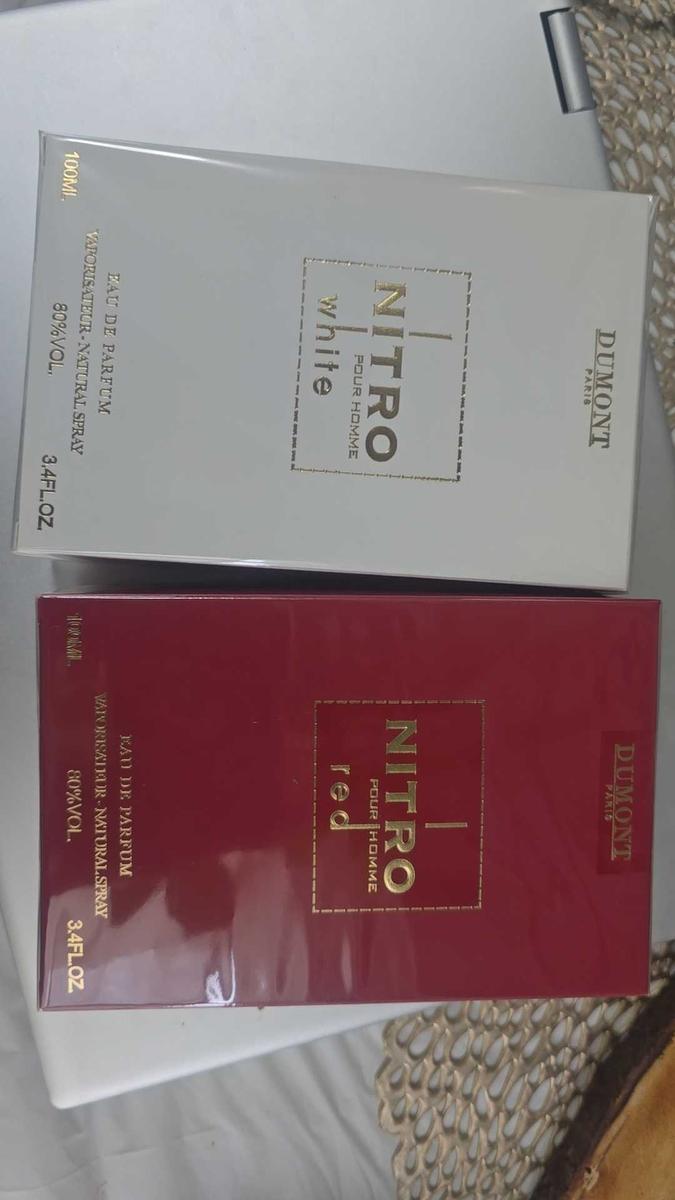 DUMONT
PARIS
NITRO
POUR HOMME
white
EAU DE PARFUM
VAPORISATEUR - NATURAL SPRAY
100ML
80%VOL.
3.4FL.OZ
DUMONT
PARIS
NITRO
POUR HOMME
red
EAU DE PARFUM
VAPORISATEUR - NATURAL SPRAY
100ML.
80%VOL.
3.4FL.OZ.